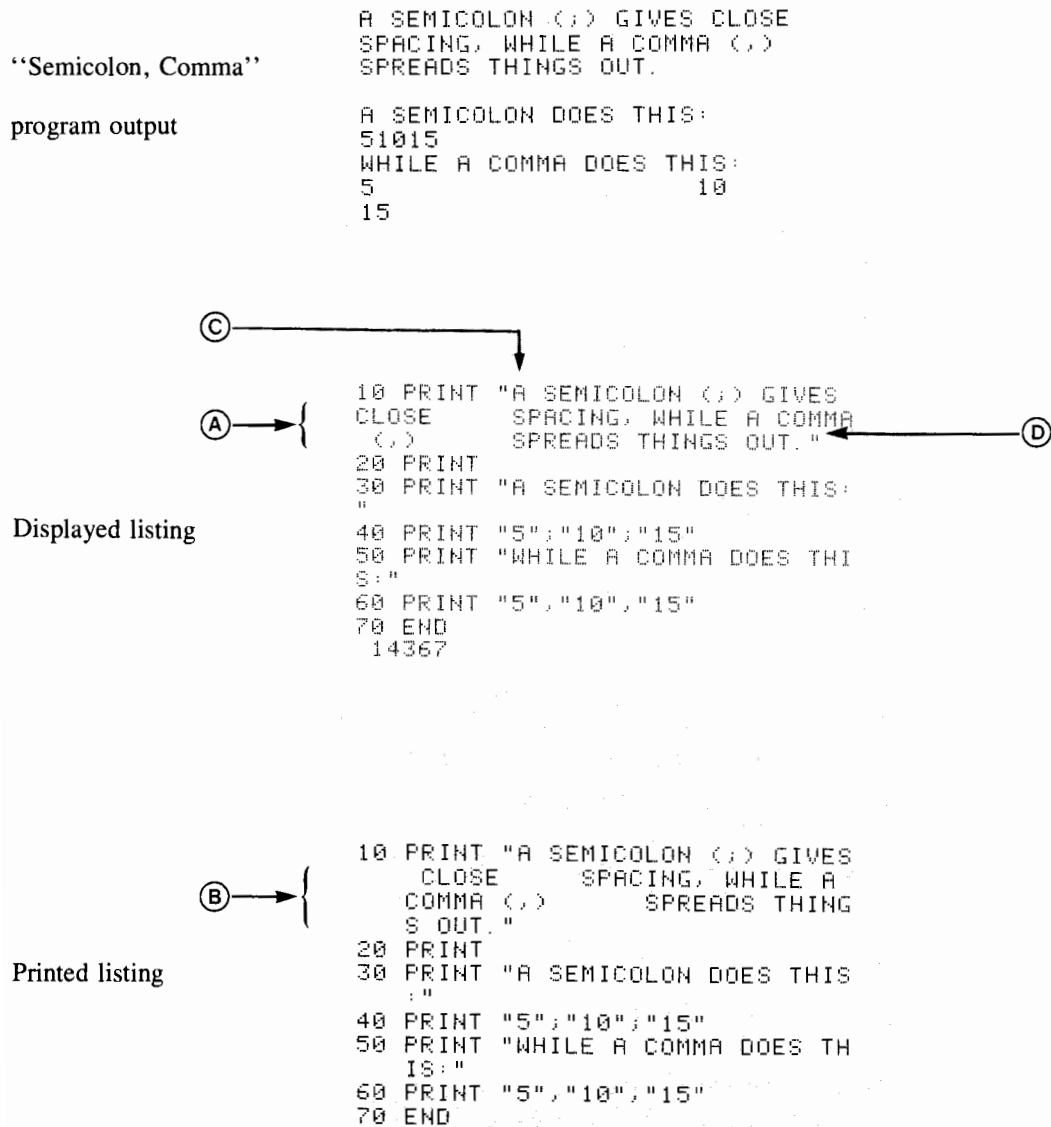 A SEMICOLON (;) GIVES CLOSE
SPACING, WHILE A COMMA (,)
SPREADS THINGS OUT.
‘‘Semicolon, Comma’’
program output
A SEMICOLON DOES THIS:
51015
WHILE A COMMA DOES THIS:
5 10
15
C
10 PRINT "A SEMICOLON (;) GIVES
CLOSE SPACING, WHILE A COMMA
(,) SPREADS THINGS OUT."
A
D
20 PRINT
30 PRINT "A SEMICOLON DOES THIS:
"
Displayed listing
40 PRINT "5";"10";"15"
50 PRINT "WHILE A COMMA DOES THI
S:"
60 PRINT "5","10","15"
70 END
14367
10 PRINT "A SEMICOLON (;) GIVES
CLOSE SPACING, WHILE A
COMMA (,) SPREADS THING
S OUT."
B
20 PRINT
Printed listing
30 PRINT "A SEMICOLON DOES THIS
:"
40 PRINT "5";"10";"15"
50 PRINT "WHILE A COMMA DOES TH
IS:"
60 PRINT "5","10","15"
70 END